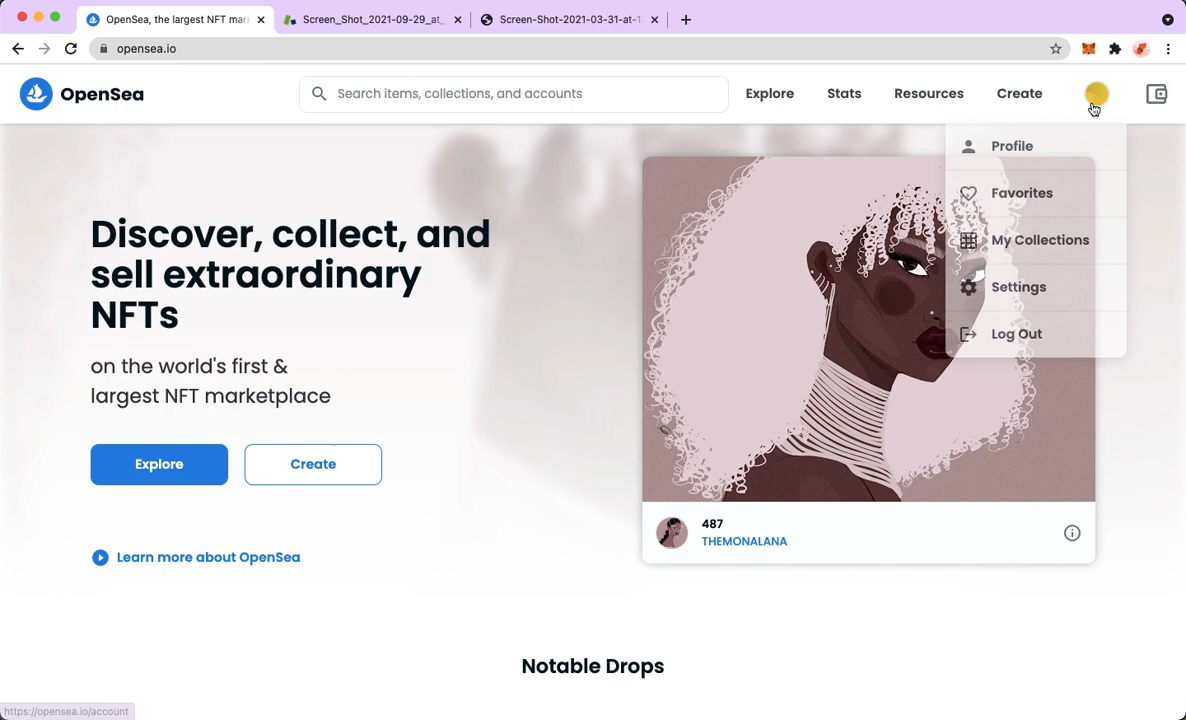 OpenSea, the largest NFT mar
Screen_Shot_2021-09-29_at_
Screen-Shot-2021-03-31-at-1
opensea.io
OpenSea
Search items, collections, and accounts
Explore
Stats
Resources
Create
Profile
Favorites
My Collections
Settings
Log Out
Discover, collect, and
sell extraordinary
NFTs
on the world's first &
largest NFT marketplace
Explore
Create
Learn more about OpenSea
487
THEMONALANA
Notable Drops
https://opensea.io/account